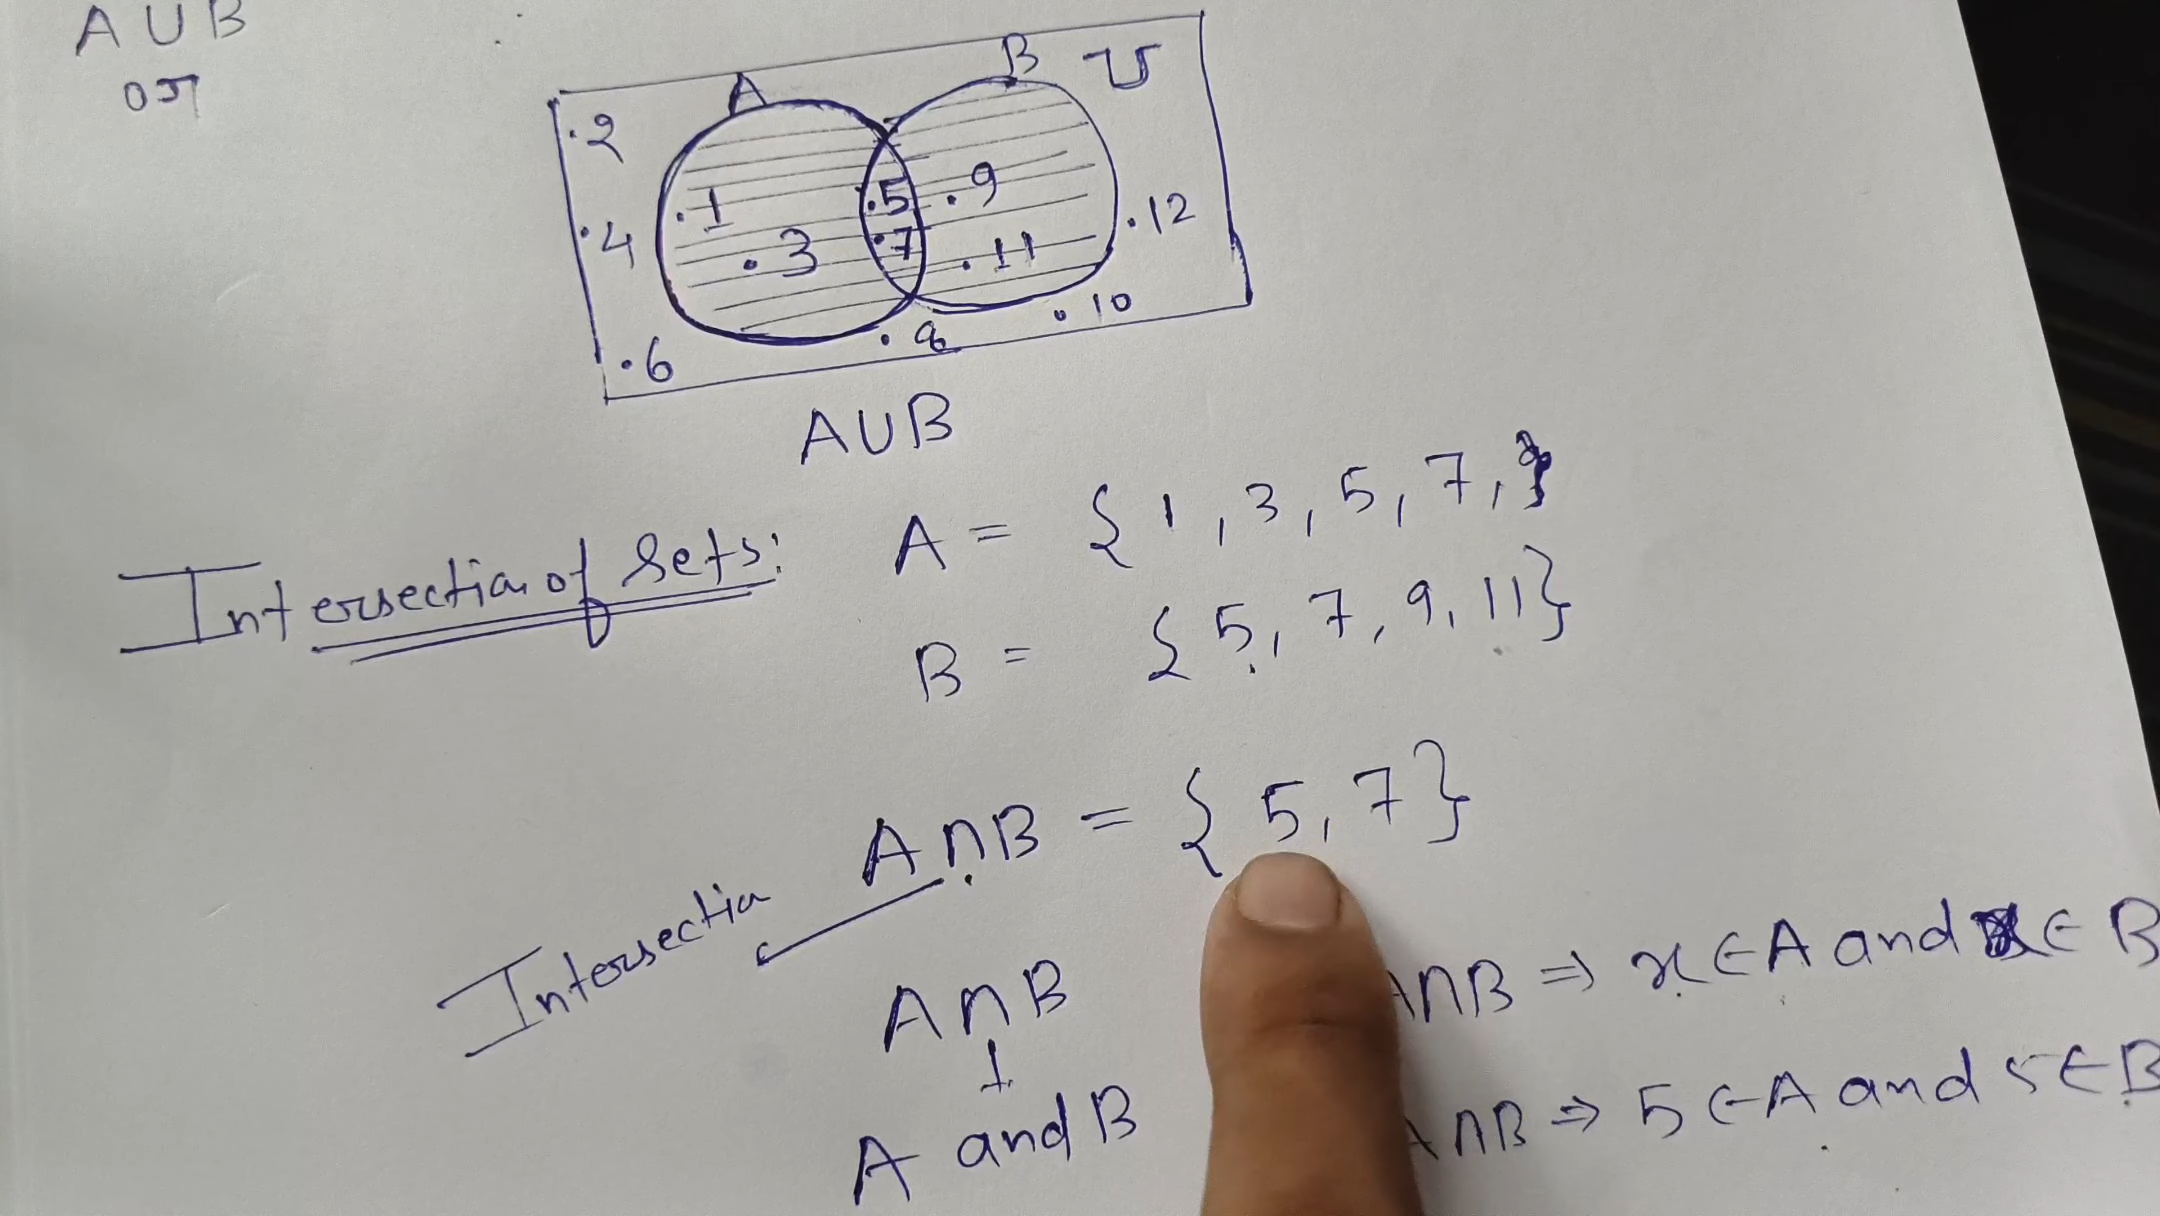 A∪B
or
A B U
.2
.1 .5 .9
.4 .3 .7 .11 .12
.6 .8 .10
A∪B
Intersection of Sets:
A = {1, 3, 5, 7, }
B = {5, 7, 9, 11}
A∩B = {5, 7}
Intersection
A∩B
A and B
∩B ⇒ x∈A and x∈B
∩B ⇒ 5∈A and 5∈B